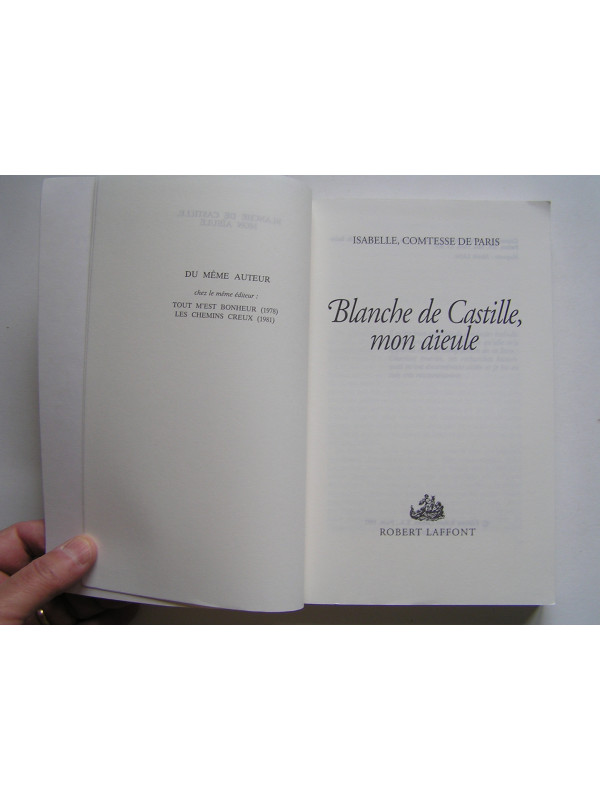 DU MÊME AUTEUR
chez le même éditeur :
TOUT M'EST BONHEUR (1978)
LES CHEMINS CREUX (1981)
ISABELLE, COMTESSE DE PARIS
Blanche de Castille,
mon aïeule
ROBERT LAFFONT